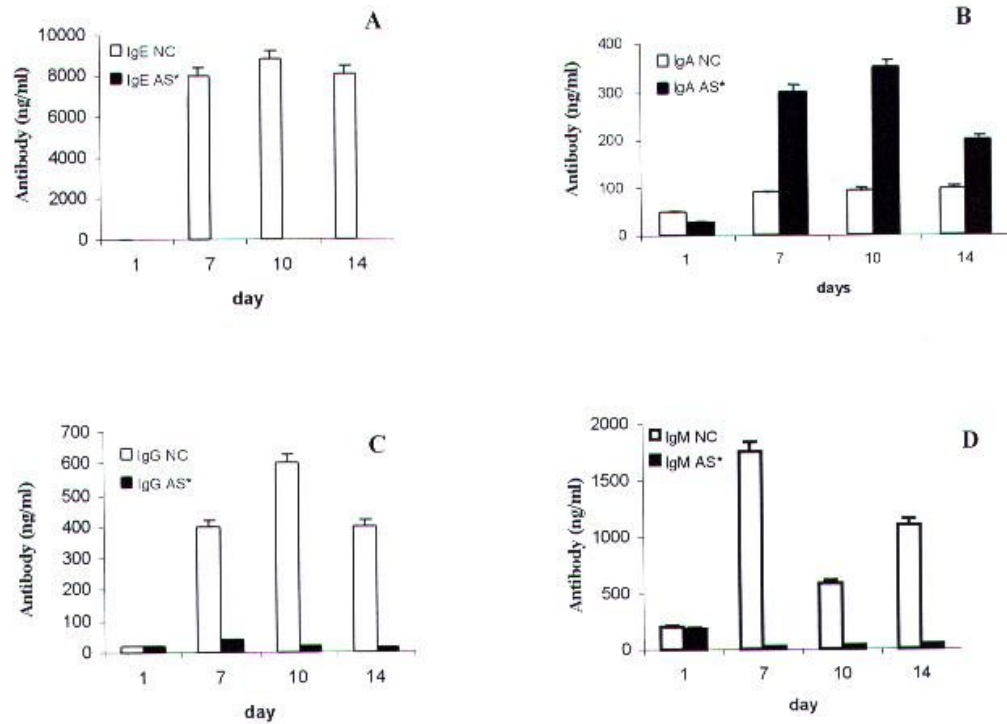 A
IgE NC
IgE AS*
Antibody (ng/ml)
10000
8000
6000
4000
2000
0
1 7 10 14
day
B
IgA NC
IgA AS*
Antibody (ng/ml)
400
300
200
100
0
1 7 10 14
days
C
IgG NC
IgG AS*
Antibody (ng/ml)
700
600
500
400
300
200
100
0
1 7 10 14
day
D
IgM NC
IgM AS*
Antibody (ng/ml)
2000
1500
1000
500
0
1 7 10 14
day